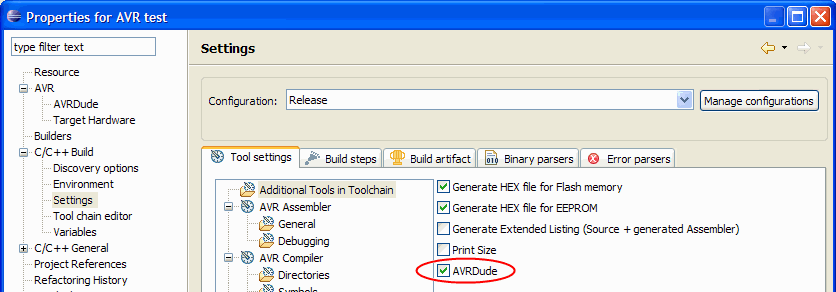 Properties for AVR test
type filter text
Resource
AVR
AVRDude
Target Hardware
Builders
C/C++ Build
Discovery options
Environment
Settings
Tool chain editor
Variables
C/C++ General
Project References
Refactoring History
Settings
Configuration: Release Manage configurations
Tool settings Build steps Build artifact Binary parsers Error parsers
Additional Tools in Toolchain
AVR Assembler
General
Debugging
AVR Compiler
Directories
Symbols
Generate HEX file for Flash memory
Generate HEX file for EEPROM
Generate Extended Listing (Source + generated Assembler)
Print Size
AVRDude